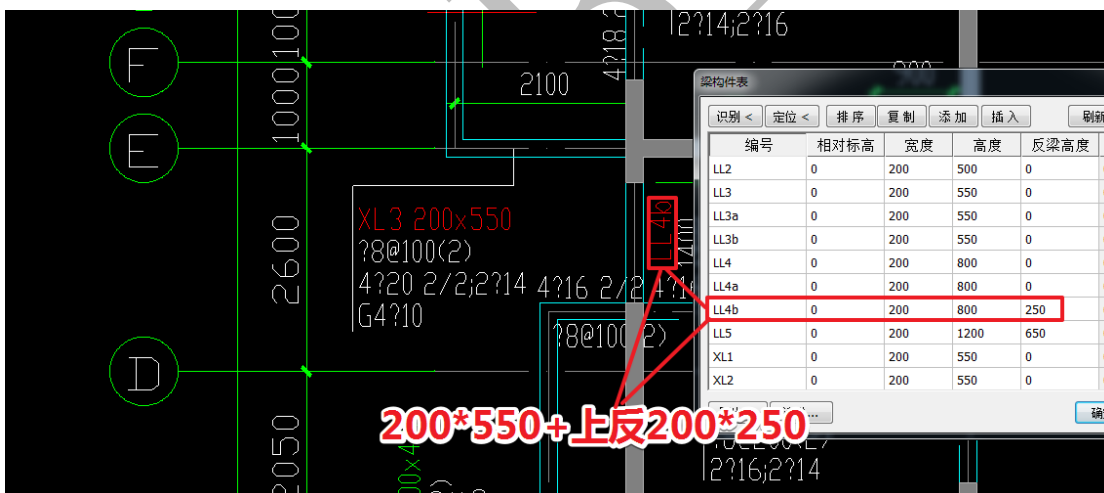 F
E
D
100
1000
2600
2050
2100
4?18
2?14;2?16
XL3 200x550
?8@100(2)
4?20 2/2;2?14
G4?10
4?16 2/2
LL4b
1400
2?16;2?14
梁构件表
识别 <
定位 <
排序
复制
添加
插入
编号 相对标高 宽度 高度 反梁高度
LL2 0 200 500 0
LL3 0 200 550 0
LL3a 0 200 550 0
LL3b 0 200 550 0
LL4 0 200 800 0
LL4a 0 200 800 0
LL4b 0 200 800 250
LL5 0 200 1200 650
XL1 0 200 550 0
XL2 0 200 550 0
200*550+上反200*250